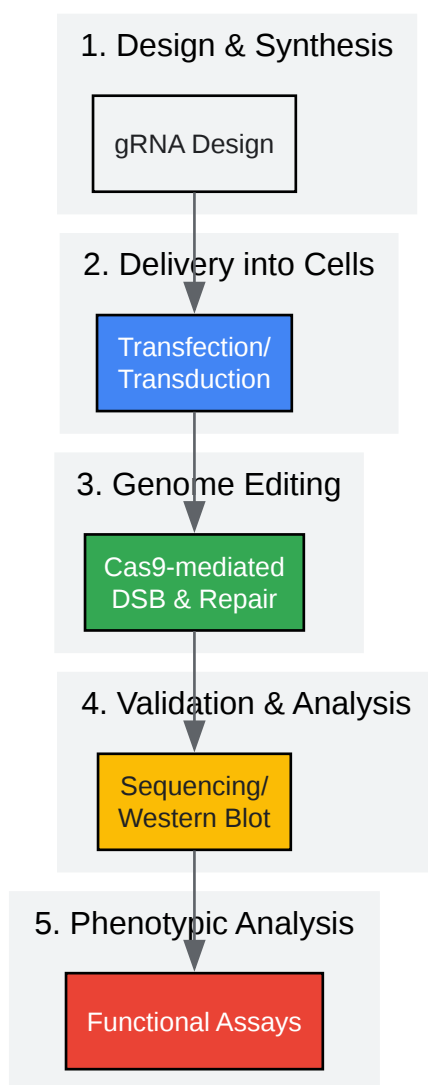 1. Design & Synthesis
gRNA Design
2. Delivery into Cells
Transfection/
Transduction
3. Genome Editing
Cas9-mediated
DSB & Repair
4. Validation & Analysis
Sequencing/
Western Blot
5. Phenotypic Analysis
Functional Assays